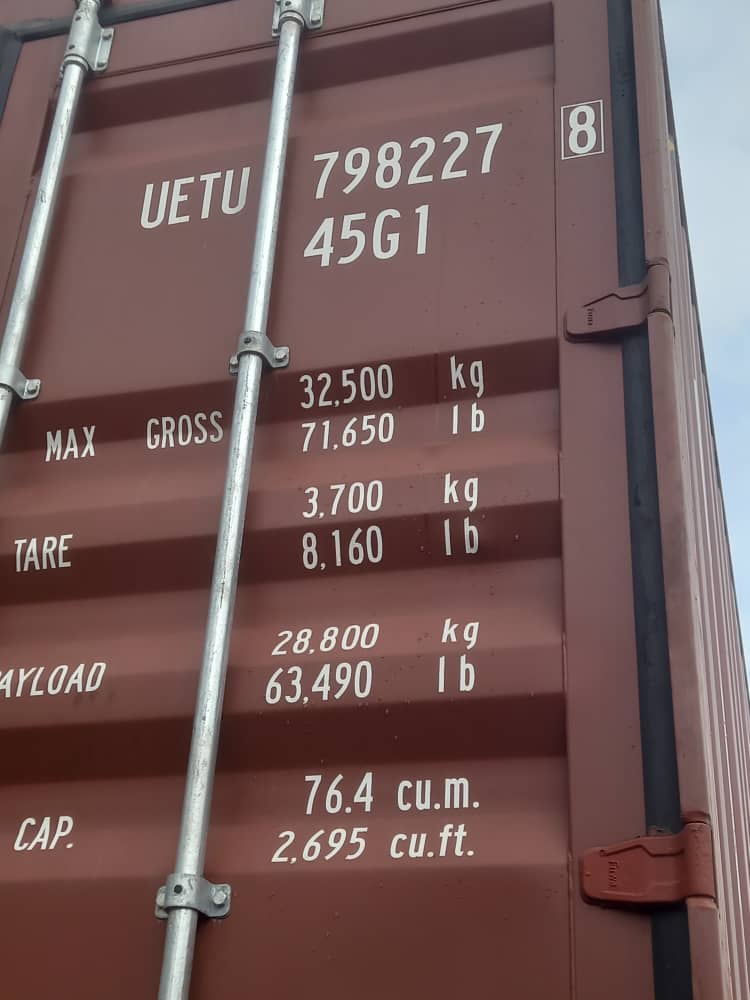 UETU 798227 8
45G1
32,500 kg
MAX GROSS 71,650 lb
3,700 kg
TARE 8,160 lb
28,800 kg
AYLOAD 63,490 lb
76.4 cu.m.
CAP. 2,695 cu.ft.